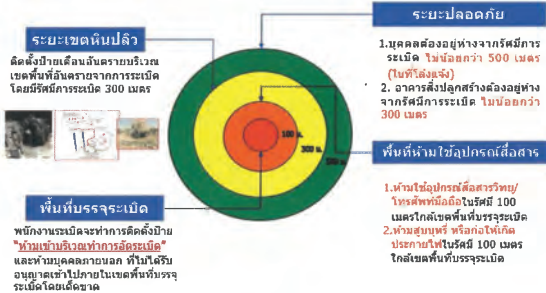 ระยะเขตหินปลิว
ติดตั้งป้ายเตือนอันตรายบริเวณ
เขตพื้นที่อันตรายจากการระเบิด
โดยมีรัศมีการระเบิด 300 เมตร
ระยะปลอดภัย
1.บุคคลต้องอยู่ห่างจากรัศมีการ
ระเบิด ไม่น้อยกว่า 500 เมตร
(ในที่โล่งแจ้ง)
2. อาคารสิ่งปลูกสร้างต้องอยู่ห่าง
จากรัศมีการระเบิด ไม่น้อยกว่า
300 เมตร
100 ม.
300 ม.
500 ม.
พื้นที่ห้ามใช้อุปกรณ์สื่อสาร
1.ห้ามใช้อุปกรณ์สื่อสารวิทยุ/
โทรศัพท์มือถือในรัศมี 100
เมตรใกล้เขตพื้นที่บรรจุระเบิด
2.ห้ามสูบบุหรี่ หรือก่อให้เกิด
ประกายไฟในรัศมี 100 เมตร
ใกล้เขตพื้นที่บรรจุระเบิด
พื้นที่บรรจุระเบิด
พนักงานระเบิดจะทำการติดตั้งป้าย
"ห้ามเข้าบริเวณทำการอัดระเบิด"
และห้ามบุคคลภายนอก ที่ไม่ได้รับ
อนุญาตเข้าไปภายในเขตพื้นที่บรรจุ
ระเบิดโดยเด็ดขาด